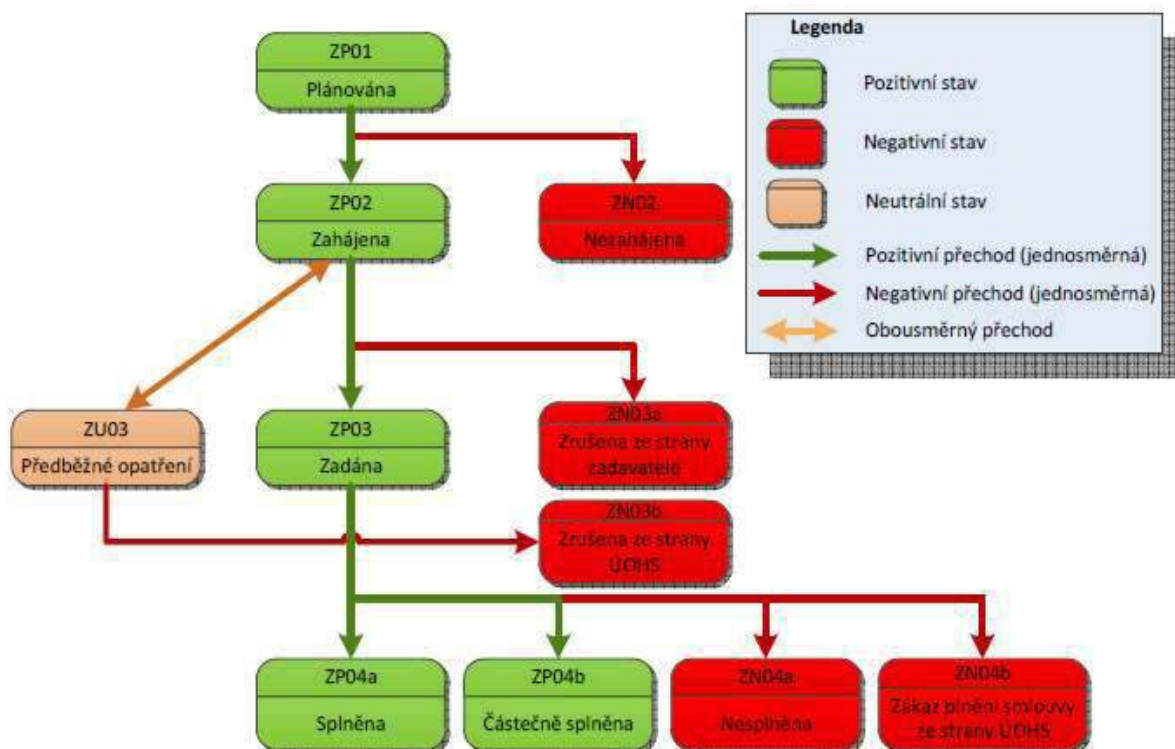 ZP01
Plánována
Legenda
Pozitivní stav
Negativní stav
Neutrální stav
Pozitivní přechod (jednosměrná)
Negativní přechod (jednosměrná)
Obousměrný přechod
ZP02
Zahájena
ZN02
Nezahájena
ZU03
Předběžné opatření
ZP03
Zadána
ZN03a
Zrušena ze strany
zadavatele
ZN03b
Zrušena ze strany
ÚOHS
ZP04a
Splněna
ZP04b
Částečně splněna
ZN04a
Nesplněna
ZN04b
Zákaz plnění smlouvy
ze strany ÚOHS